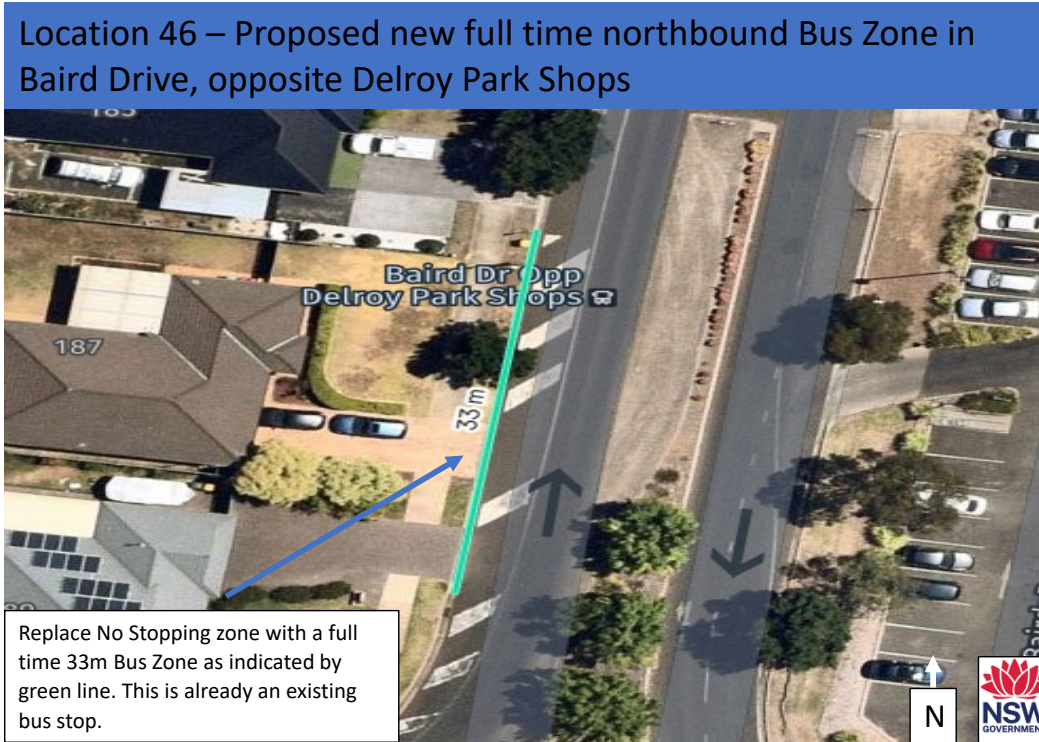 Location 46 – Proposed new full time northbound Bus Zone in
Baird Drive, opposite Delroy Park Shops
185
Baird Dr Opp
Delroy Park Shops
187
33 m
Replace No Stopping zone with a full
time 33m Bus Zone as indicated by
green line. This is already an existing
bus stop.
N
NSW
GOVERNMENT